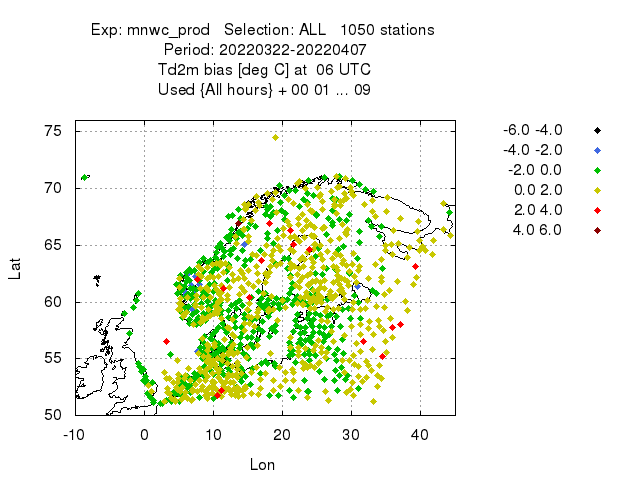 Exp: mnwc_prod   Selection: ALL   1050 stations
Period: 20220322-20220407
Td2m bias [deg C] at  06 UTC
Used {All hours} + 00 01 ... 09
75
70
65
60
55
50
-10 0 10 20 30 40
Lat
Lon
-6.0 -4.0
-4.0 -2.0
-2.0 0.0
0.0 2.0
2.0 4.0
4.0 6.0